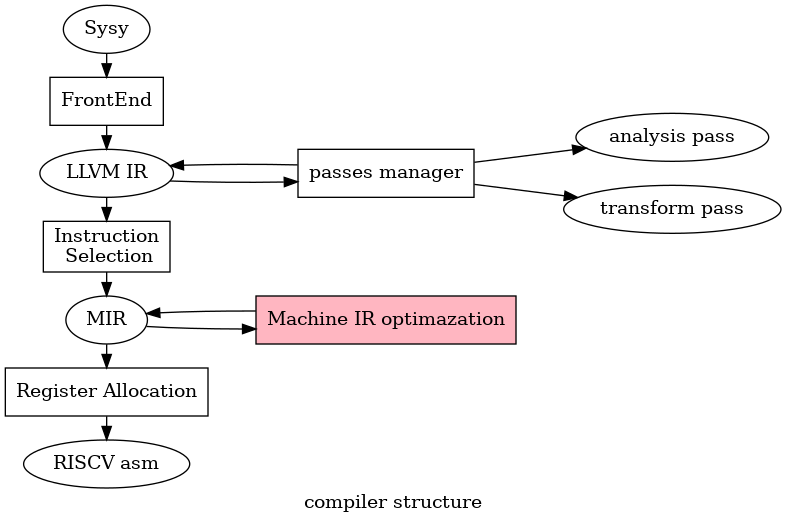 Sysy
FrontEnd
analysis pass
LLVM IR
passes manager
transform pass
Instruction
Selection
MIR
Machine IR optimazation
Register Allocation
RISCV asm
compiler structure